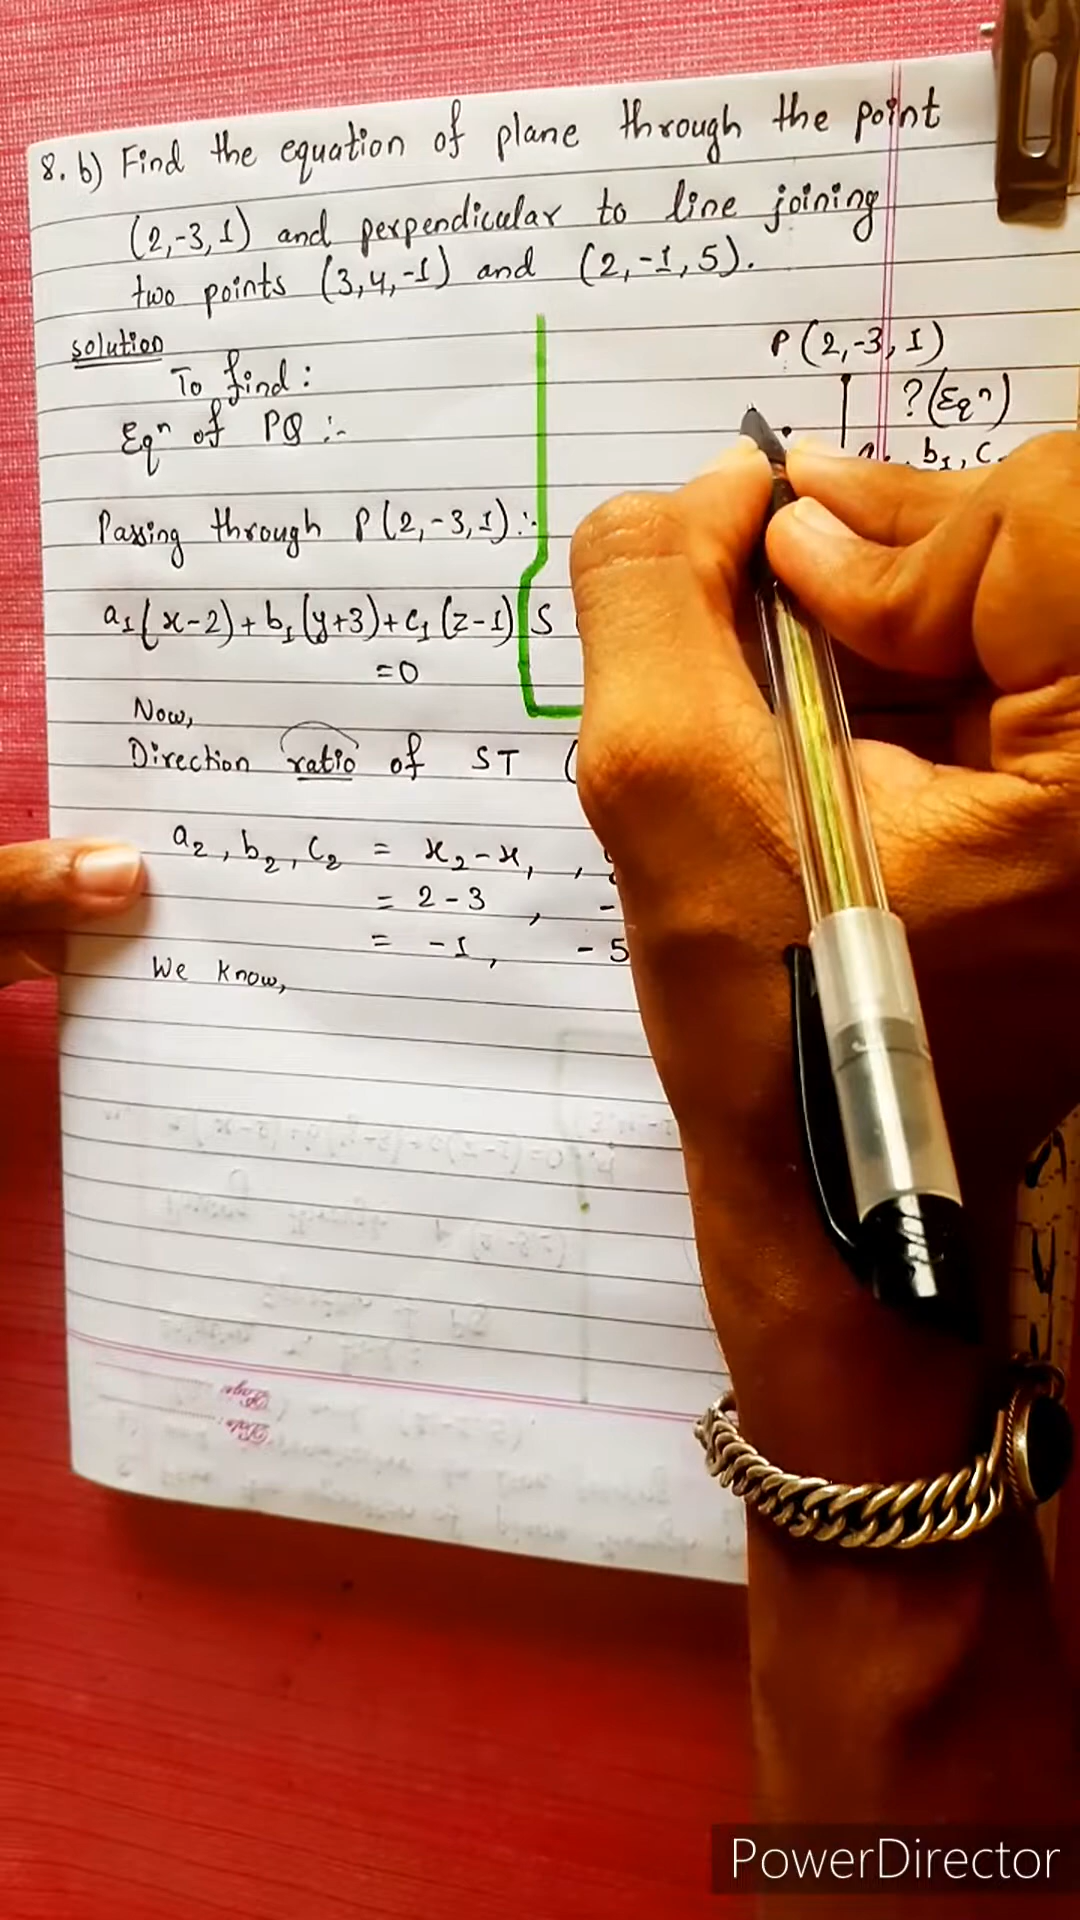 8. b) Find the equation of plane through the point
(2,-3,1) and perpendicular to line joining
two points (3,4,-1) and (2,-1,5).
solution
To find :
Eqⁿ of PQ :-
P (2,-3,1)
? (Eqⁿ)
b₁, c
Passing through P(2,-3,1) :-
a₁(x-2)+b₁(y+3)+c₁(z-1)
=0
S
Now,
Direction ratio of ST (
a₂, b₂, c₂ = x₂-x₁,
= 2-3 , -
= -1, -5
We know,
PowerDirector